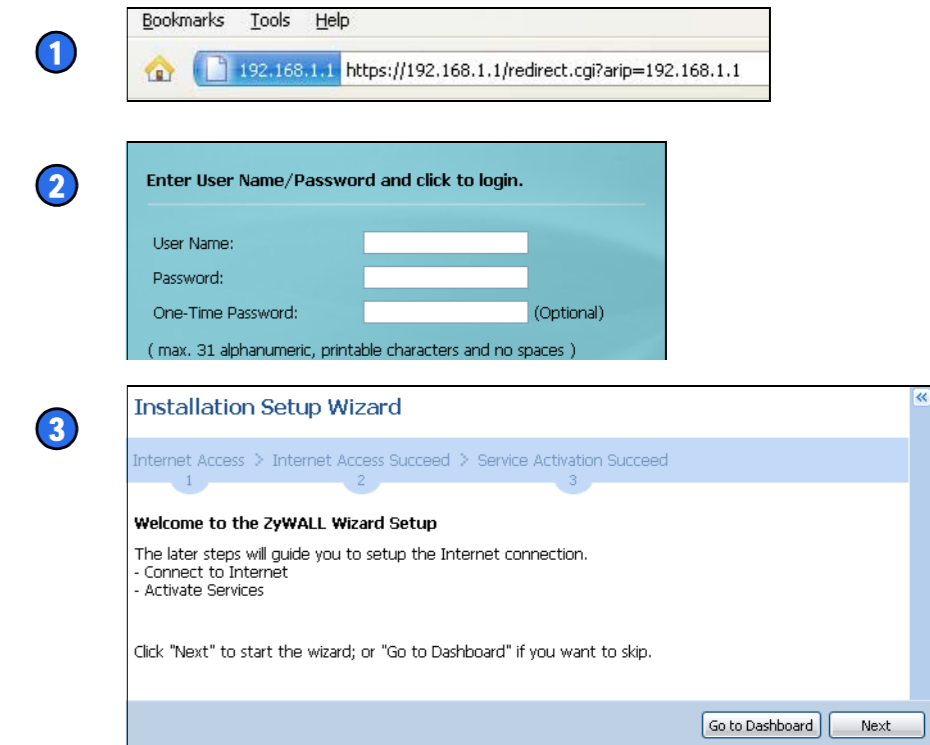 Bookmarks Tools Help
1
192.168.1.1 https://192.168.1.1/redirect.cgi?arip=192.168.1.1
2
Enter User Name/Password and click to login.
User Name:
Password:
One-Time Password: (Optional)
( max. 31 alphanumeric, printable characters and no spaces )
3
Installation Setup Wizard
«
Internet Access > Internet Access Succeed > Service Activation Succeed
1 2 3
Welcome to the ZyWALL Wizard Setup
The later steps will guide you to setup the Internet connection.
- Connect to Internet
- Activate Services
Click "Next" to start the wizard; or "Go to Dashboard" if you want to skip.
Go to Dashboard Next